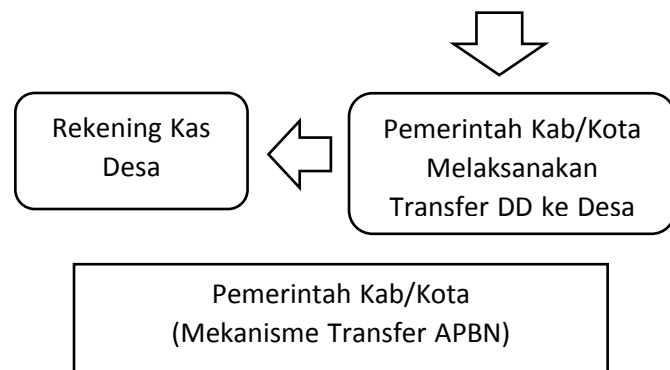 Rekening Kas
Desa
Pemerintah Kab/Kota
Melaksanakan
Transfer DD ke Desa
Pemerintah Kab/Kota
(Mekanisme Transfer APBN)